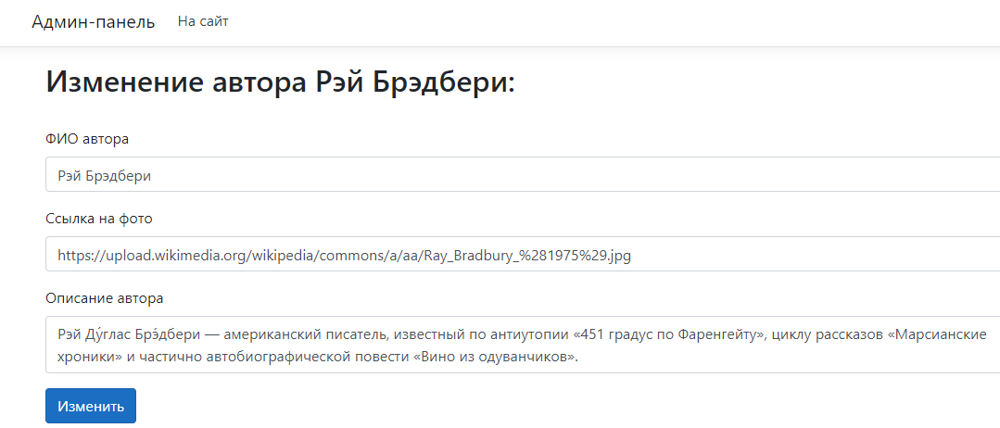 Админ-панель На сайт
Изменение автора Рэй Брэдбери:
ФИО автора
Рэй Брэдбери
Ссылка на фото
https://upload.wikimedia.org/wikipedia/commons/a/aa/Ray_Bradbury_%281975%29.jpg
Описание автора
Рэй Ду́глас Брэ́дбери — американский писатель, известный по антиутопии «451 градус по Фаренгейту», циклу рассказов «Марсианские
хроники» и частично автобиографической повести «Вино из одуванчиков».
Изменить